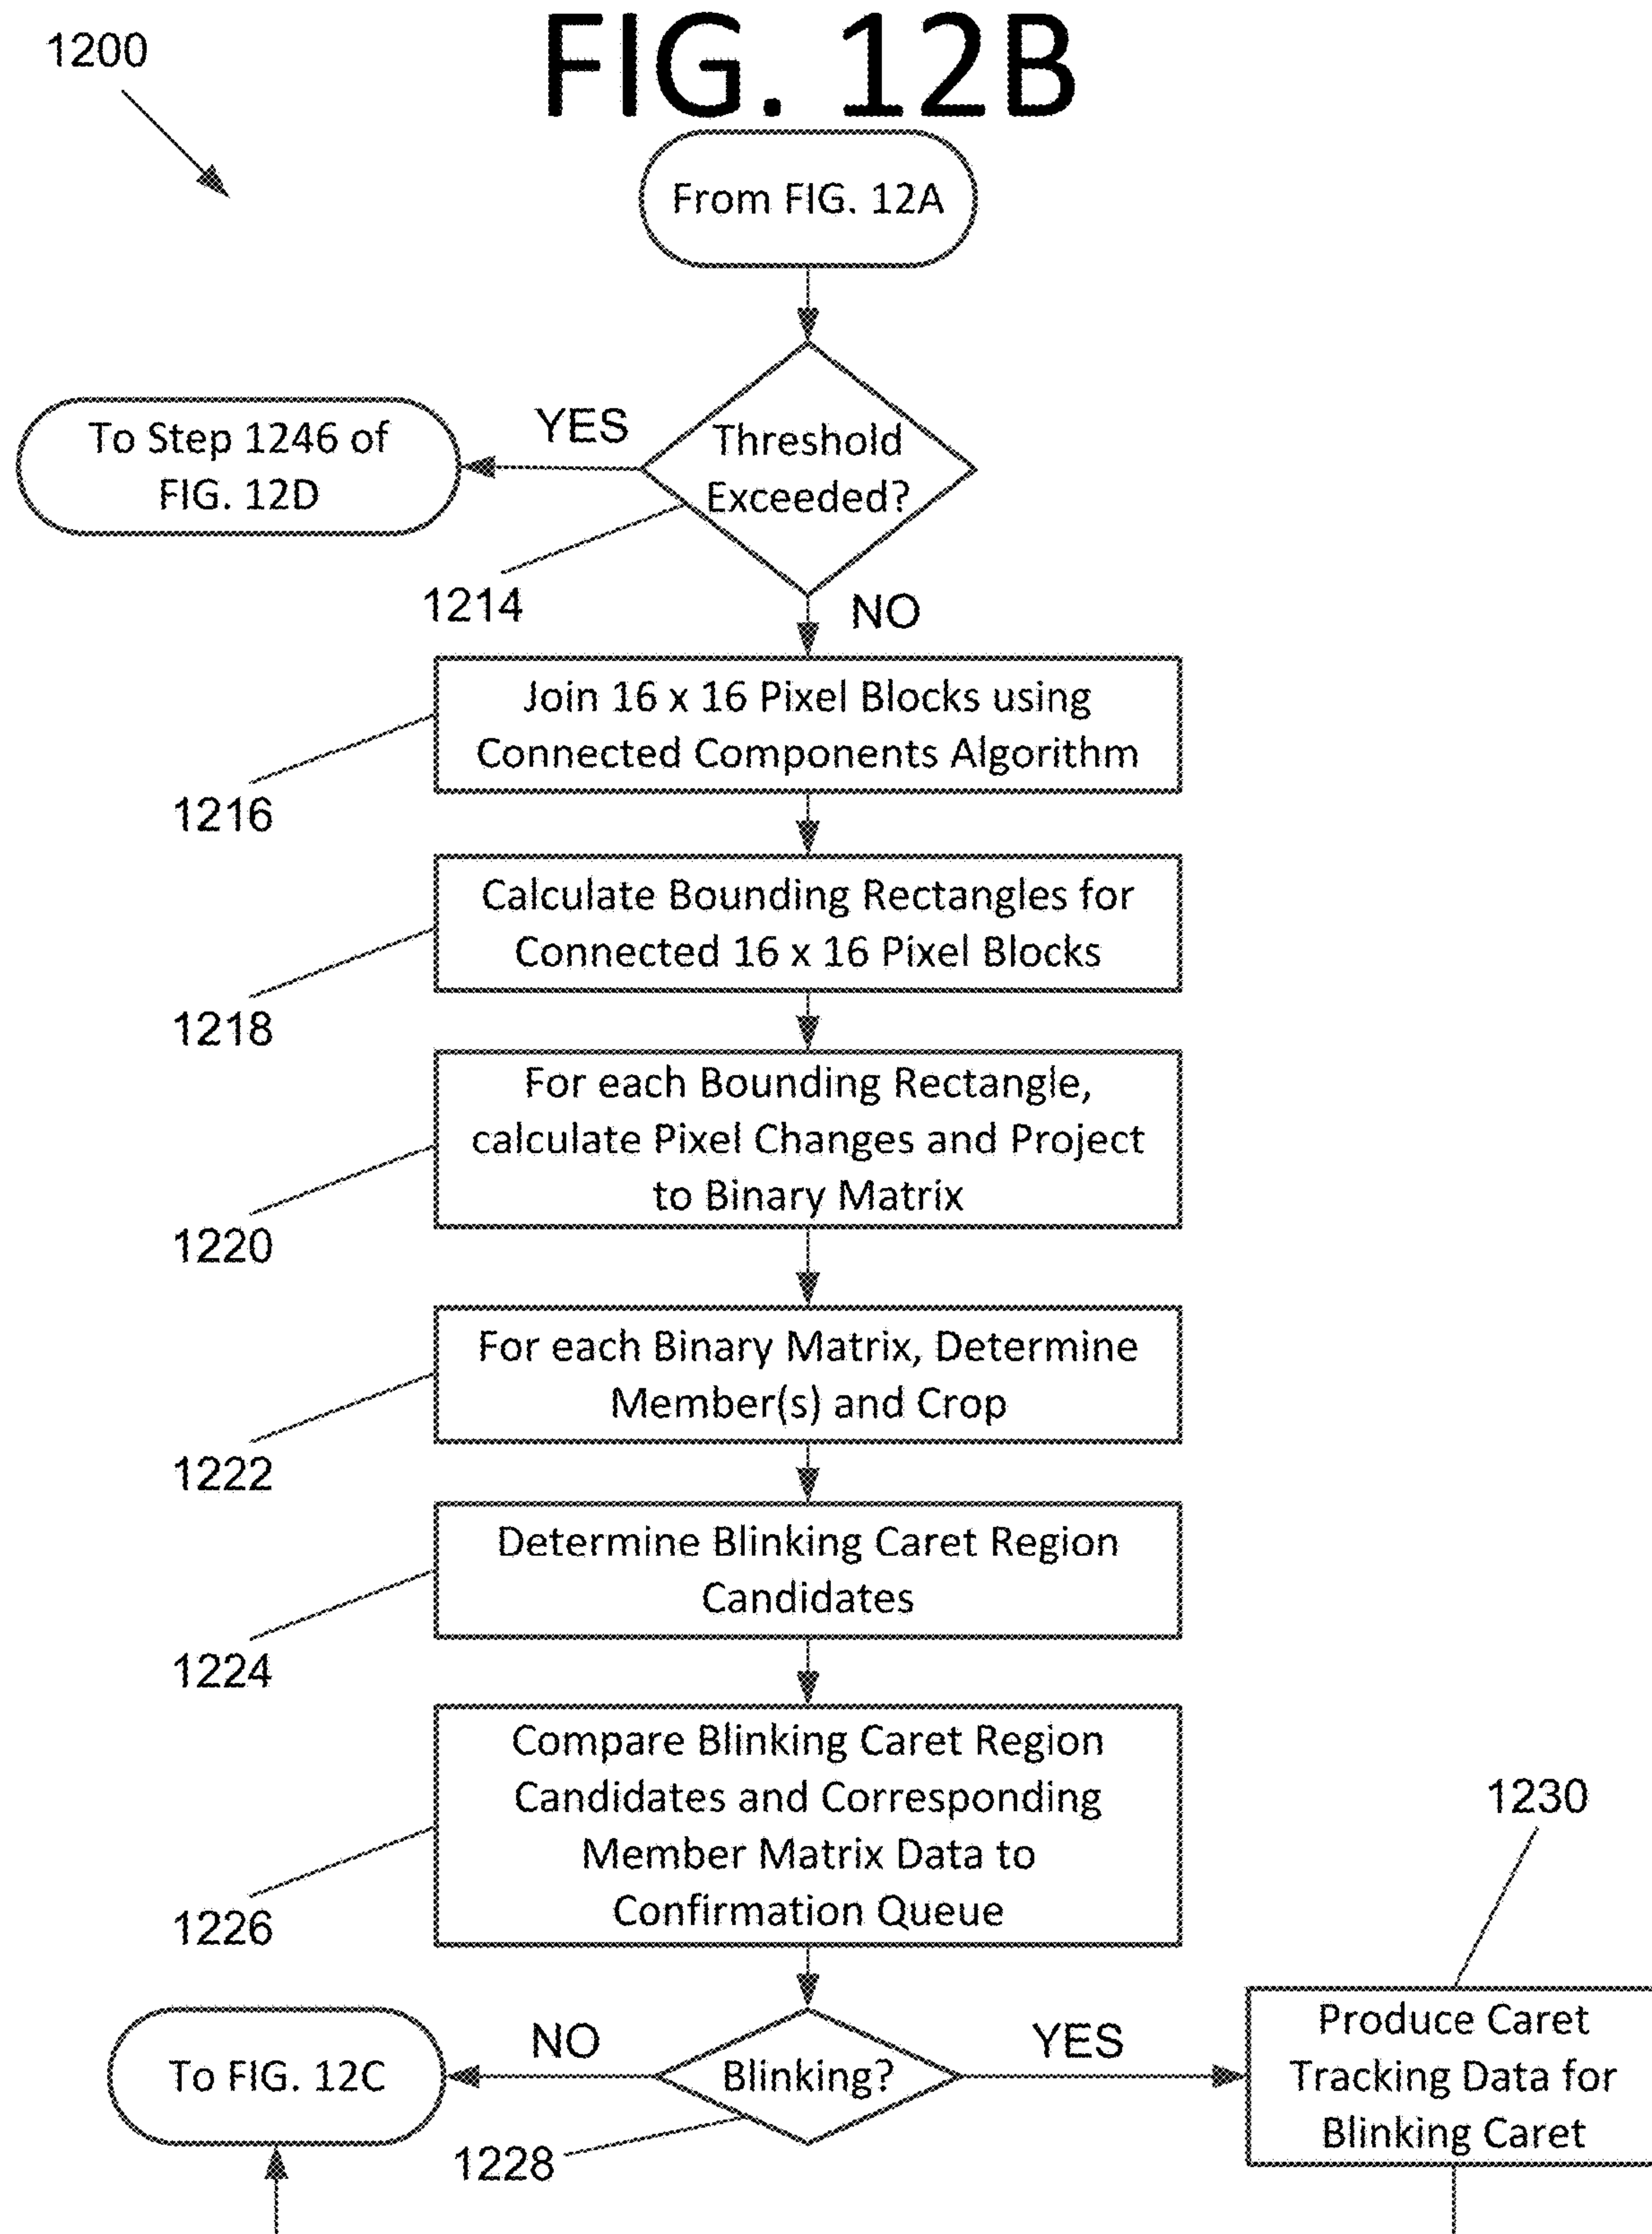 FIG. 12B
1200
From FIG. 12A
Threshold
Exceeded?
YES
To Step 1246 of
FIG. 12D
1214
NO
Join 16 x 16 Pixel Blocks using
Connected Components Algorithm
1216
Calculate Bounding Rectangles for
Connected 16 x 16 Pixel Blocks
1218
For each Bounding Rectangle,
calculate Pixel Changes and Project
to Binary Matrix
1220
For each Binary Matrix, Determine
Member(s) and Crop
1222
Determine Blinking Caret Region
Candidates
1224
Compare Blinking Caret Region
Candidates and Corresponding
Member Matrix Data to
Confirmation Queue
1226
1230
Blinking?
NO
To FIG. 12C
YES
Produce Caret
Tracking Data for
Blinking Caret
1228